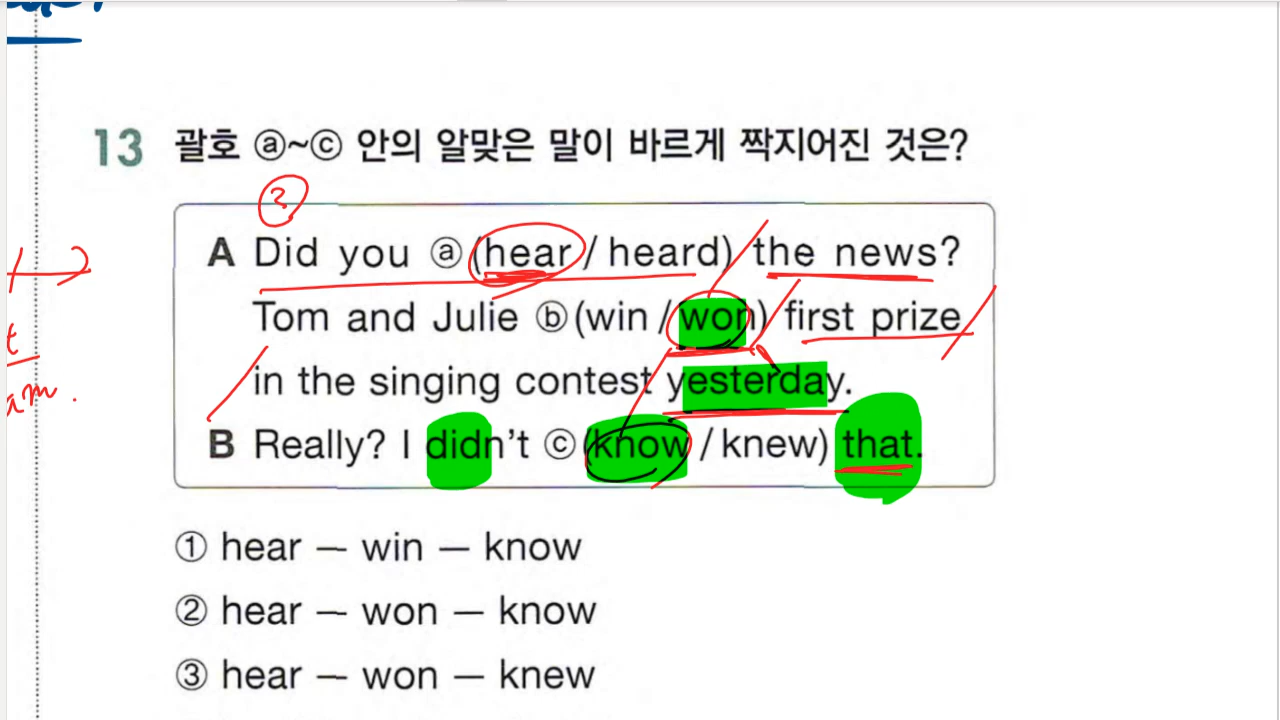 13 괄호 ⓐ~ⓒ 안의 알맞은 말이 바르게 짝지어진 것은?
?
A Did you ⓐ (hear / heard) the news?
Tom and Julie ⓑ (win / won) first prize
in the singing contest yesterday.
B Really? I didn't ⓒ (know / knew) that.
t
am.
① hear – win – know
② hear – won – know
③ hear – won – knew